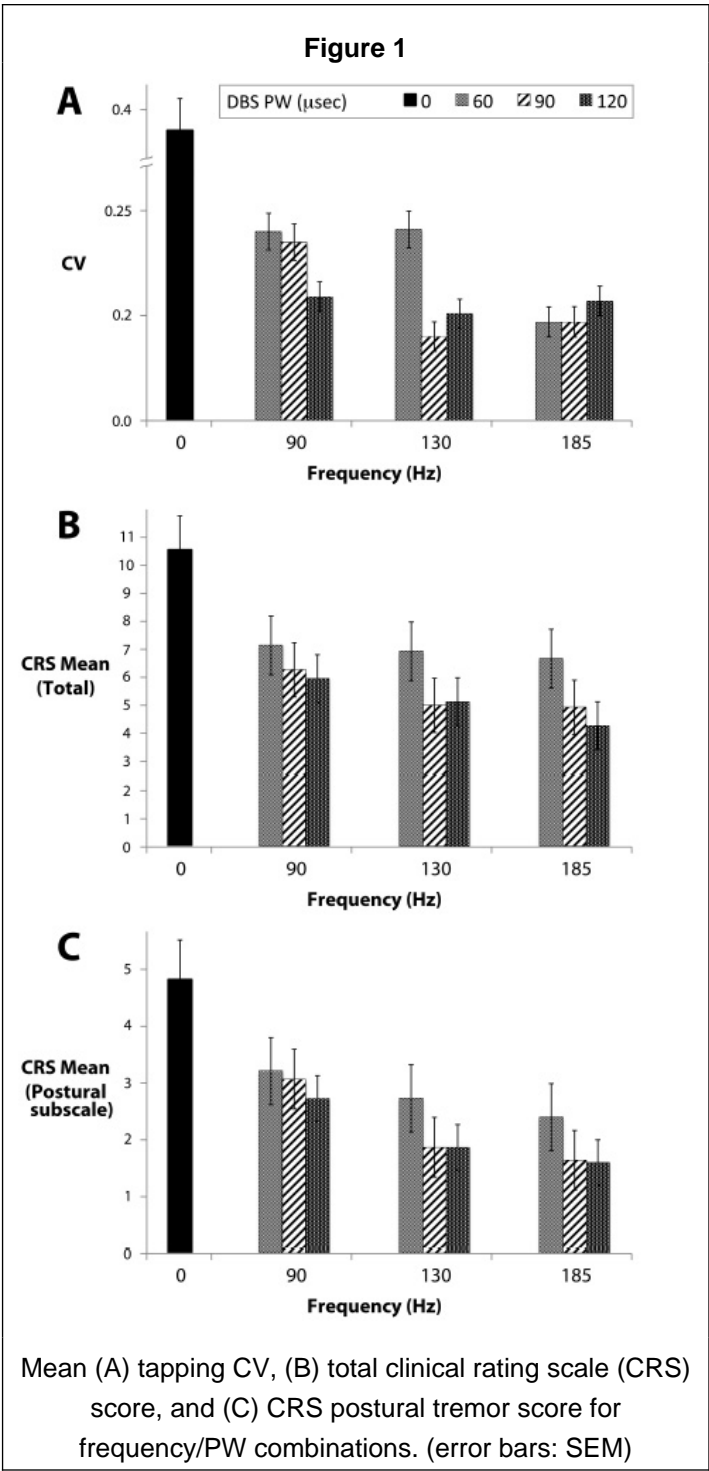 Figure 1
A
DBS PW (μsec) 0 60 90 120
0.4
0.25
CV
0.2
0.0
0 90 130 185
Frequency (Hz)
B
11
10
9
8
7
CRS Mean
6
(Total)
5
4
3
2
1
0
0 90 130 185
Frequency (Hz)
C
5
4
CRS Mean
3
(Postural
subscale)
2
1
0
0 90 130 185
Frequency (Hz)
Mean (A) tapping CV, (B) total clinical rating scale (CRS)
score, and (C) CRS postural tremor score for
frequency/PW combinations. (error bars: SEM)